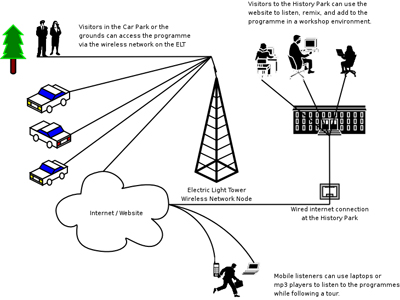 Visitors to the History Park can use the
website to listen, remix, and add to the
programme in a workshop environment.
Visitors in the Car Park or the
grounds can access the programme
via the wireless network on the ELT
Electric Light Tower
Wireless Network Node
Internet / Website
Wired internet connection
at the History Park
Mobile listeners can use laptops or
mp3 players to listen to the programmes
while following a tour.